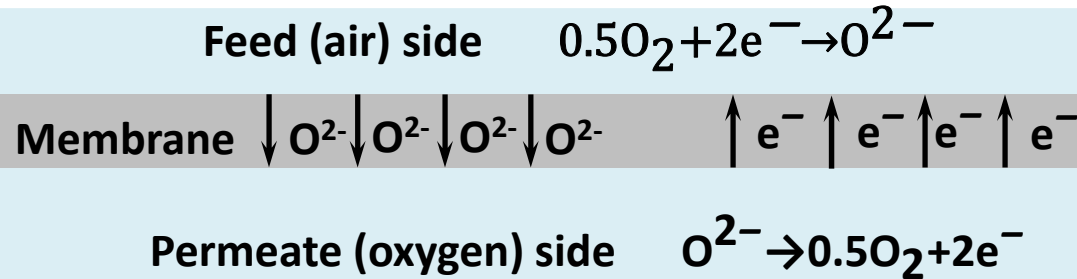 Feed (air) side 0.5O₂+2e⁻→O²⁻
Membrane ↓ O²⁻ ↓ O²⁻ ↓ O²⁻ ↓ O²⁻ ↑ e⁻ ↑ e⁻ ↑ e⁻ ↑ e⁻
Permeate (oxygen) side O²⁻→0.5O₂+2e⁻